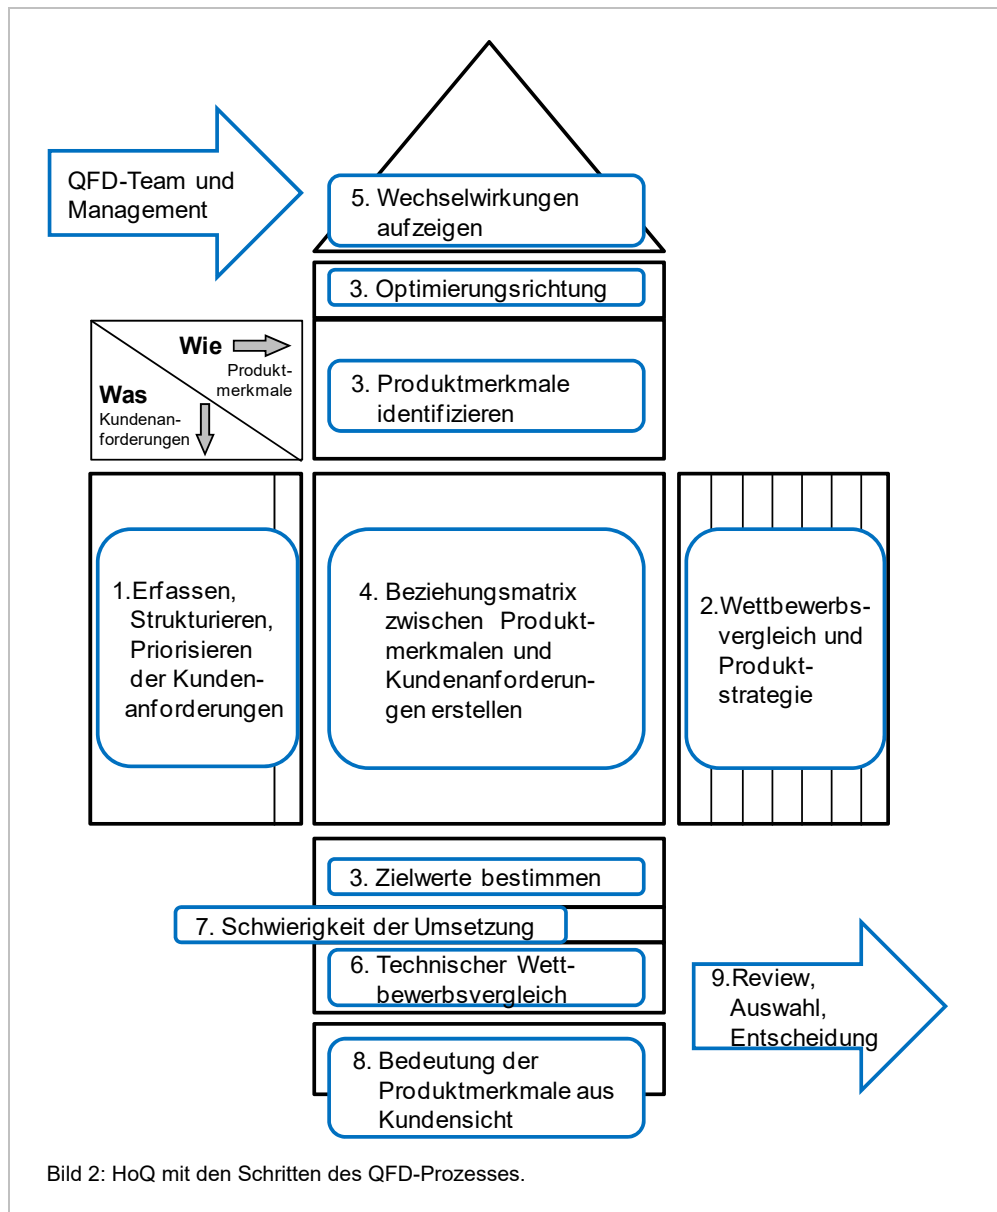 QFD-Team und
Management
5. Wechselwirkungen
aufzeigen
3. Optimierungsrichtung
Wie
Produkt-
merkmale
Was
Kundenan-
forderungen
3. Produktmerkmale
identifizieren
1.Erfassen,
Strukturieren,
Priorisieren
der Kunden-
anforderungen
4. Beziehungsmatrix
zwischen Produkt-
merkmalen und
Kundenanforderun-
gen erstellen
2.Wettbewerbs-
vergleich und
Produkt-
strategie
3. Zielwerte bestimmen
7. Schwierigkeit der Umsetzung
6. Technischer Wett-
bewerbsvergleich
9.Review,
Auswahl,
Entscheidung
8. Bedeutung der
Produktmerkmale aus
Kundensicht
Bild 2: HoQ mit den Schritten des QFD-Prozesses.